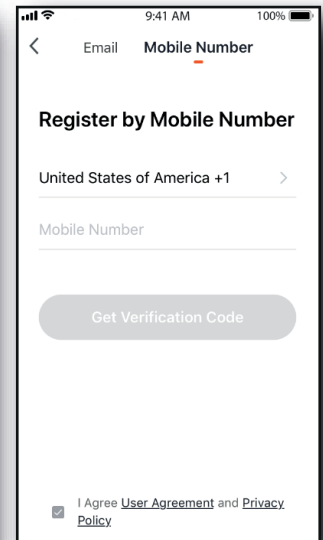 9:41 AM 100%
Email Mobile Number
Register by Mobile Number
United States of America +1
Mobile Number
Get Verification Code
I Agree User Agreement and Privacy
Policy